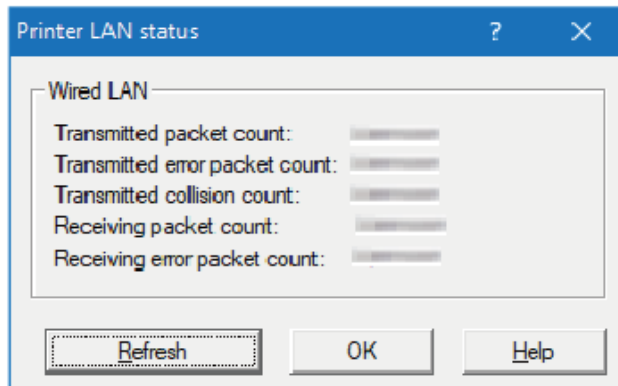 Printer LAN status ?
Wired LAN
Transmitted packet count:
Transmitted error packet count:
Transmitted collision count:
Receiving packet count:
Receiving error packet count:
Refresh OK Help